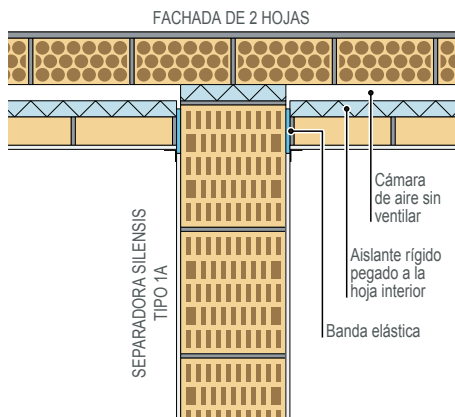 FACHADA DE 2 HOJAS
SEPARADORA SILENSIS
TIPO 1A
Cámara
de aire sin
ventilar
Aislante rígido
pegado a la
hoja interior
Banda elástica